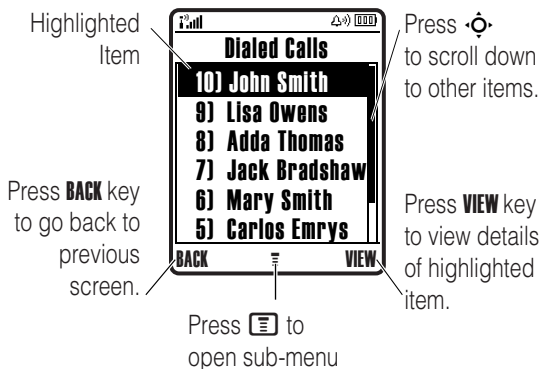 Highlighted
Item
Dialed Calls
10) John Smith
9) Lisa Owens
8) Adda Thomas
7) Jack Bradshaw
6) Mary Smith
5) Carlos Emrys
BACK
VIEW
Press
to scroll down
to other items.
Press BACK key
to go back to
previous
screen.
Press VIEW key
to view details
of highlighted
item.
Press to
open sub-menu